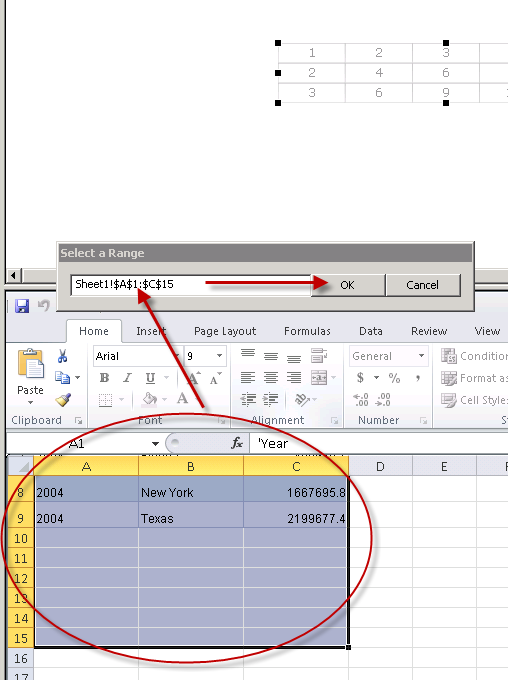 1 2 3
2 4 6
3 6 9
Select a Range
Sheet1!$A$1:$C$15 OK Cancel
Home Insert Page Layout Formulas Data Review View
Paste Arial 9 General Condition
B I U A A $ % , Format as
A .00 .00 Cell Styles
Clipboard Font Alignment Number
A1 fx 'Year
A B C D E F
8 2004 New York 1667695.8
9 2004 Texas 2199677.4
10
11
12
13
14
15
16
17